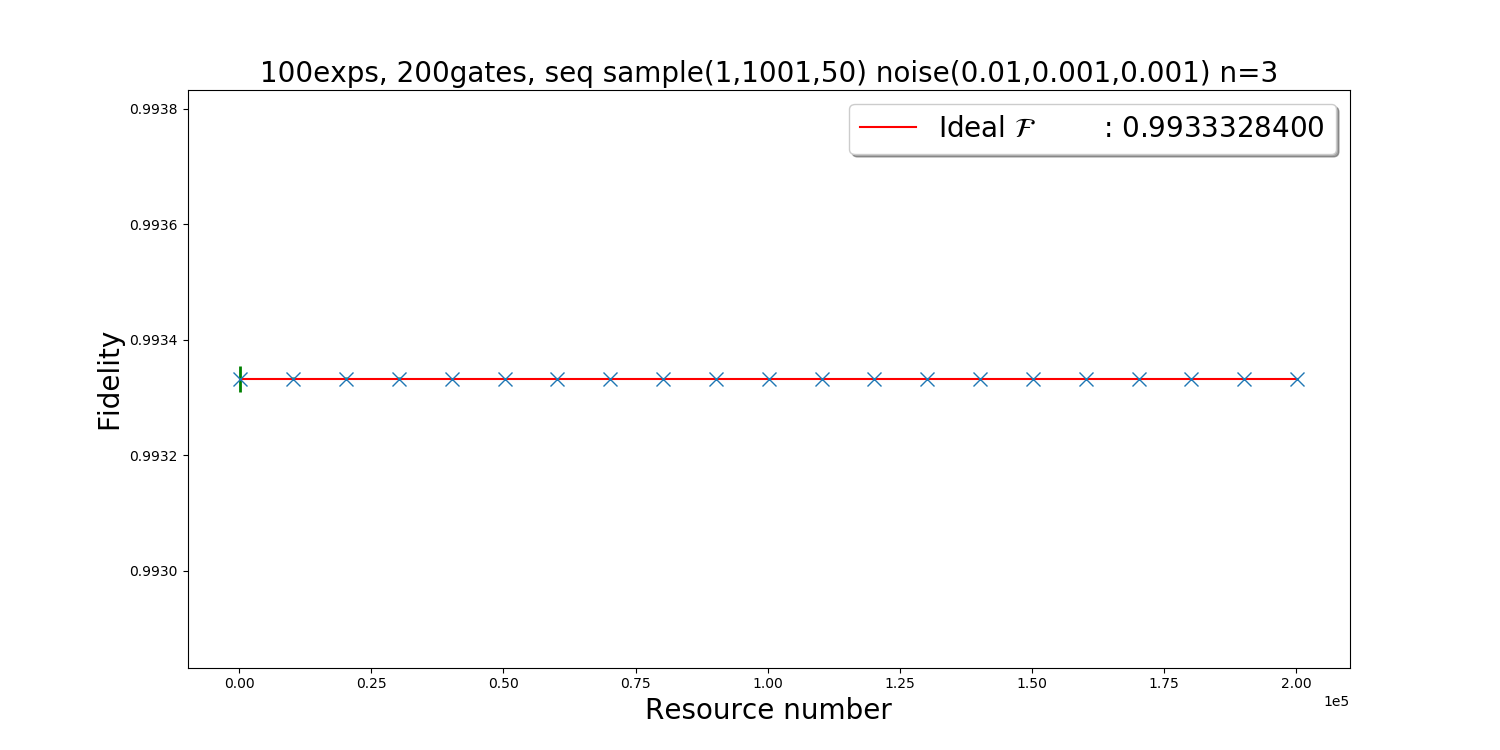 100exps, 200gates, seq sample(1,1001,50) noise(0.01,0.001,0.001) n=3
Ideal ℱ : 0.9933328400
0.9938
0.9936
0.9934
0.9932
0.9930
Fidelity
0.00 0.25 0.50 0.75 1.00 1.25 1.50 1.75 2.00
1e5
Resource number